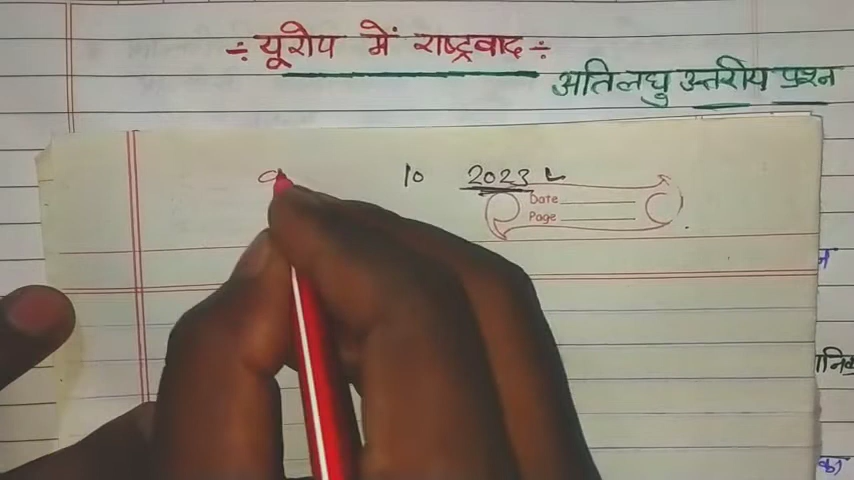 ÷ यूरोप में राष्ट्रवाद ÷
अतिलघु उत्तरीय प्रश्न
10 2023
Date
Page